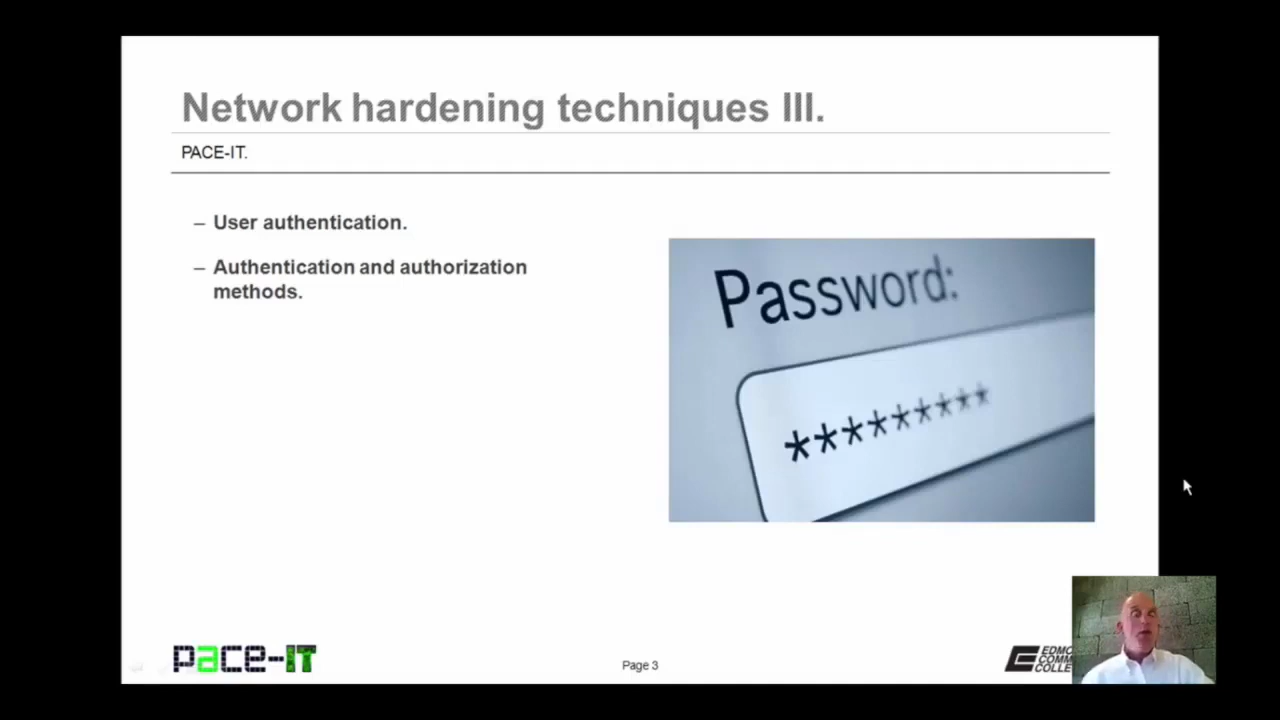 Network hardening techniques III.
PACE-IT.
– User authentication.
– Authentication and authorization
methods.
Password:
*********
pace-IT
Page 3